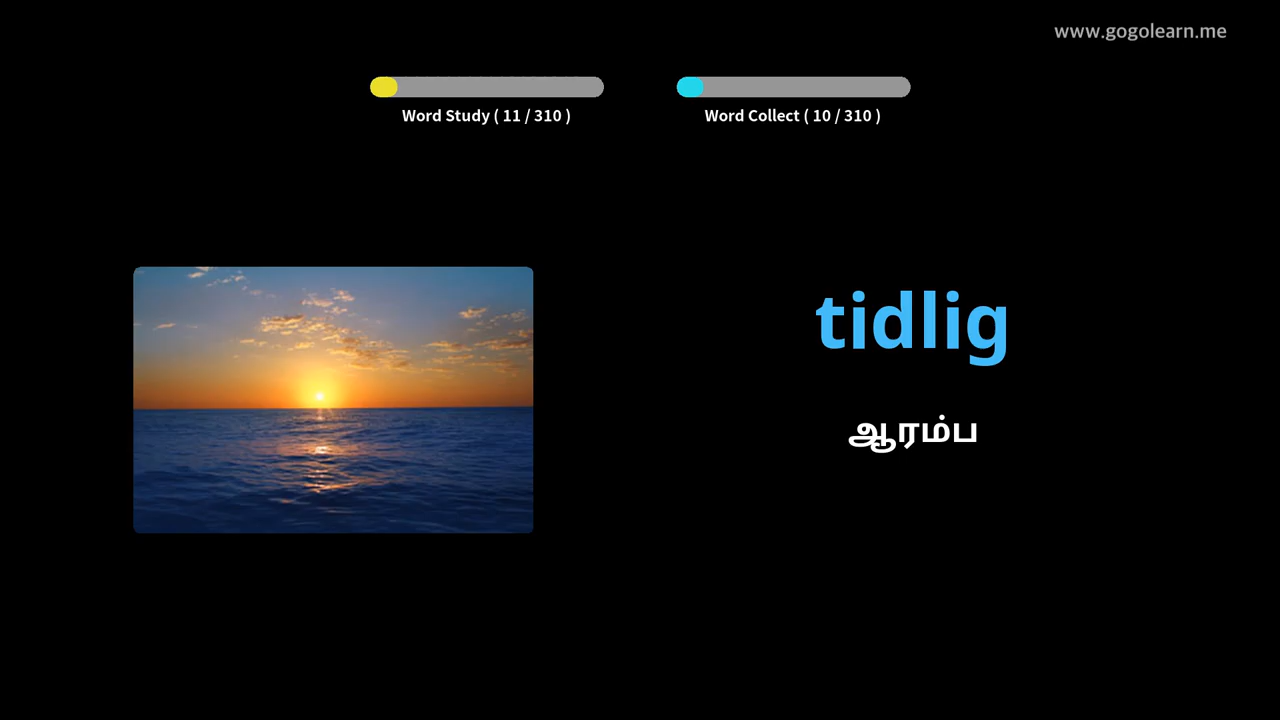 www.gogolearn.me
Word Study ( 11 / 310 )
Word Collect ( 10 / 310 )
tidlig
ஆரம்ப